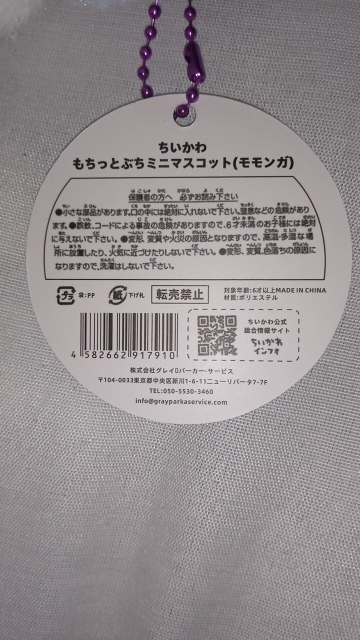 ちいかわ
もちっとぷちミニマスコット(モモンガ)
保護者の方へ 必ずお読み下さい
●小さな部品があります。口の中には絶対に入れないで下さい。窒息などの危険があり
ます。●誤飲、コードによる事故の危険がありますので、6才未満のお子様には絶対
に与えないで下さい。●変形、変質や火災の原因となりますので、高温・多湿な場
所に放置したり、火気に近づけたりしないで下さい。●変形、変質、色落ちの原因に
なりますので、洗濯はしないで下さい。
プラ 袋:PP 紙 下げ札 転売禁止
対象年齢:6才以上 MADE IN CHINA
材質:ポリエステル
ちいかわ公式
総合情報サイト
ちいかわ
インフォ
4 582662 917910
株式会社グレイパーカーサービス
〒104-0033東京都中央区新川1-6-11ニューリバータワー7F
TEL:050-5530-3460
info@grayparkaservice.com